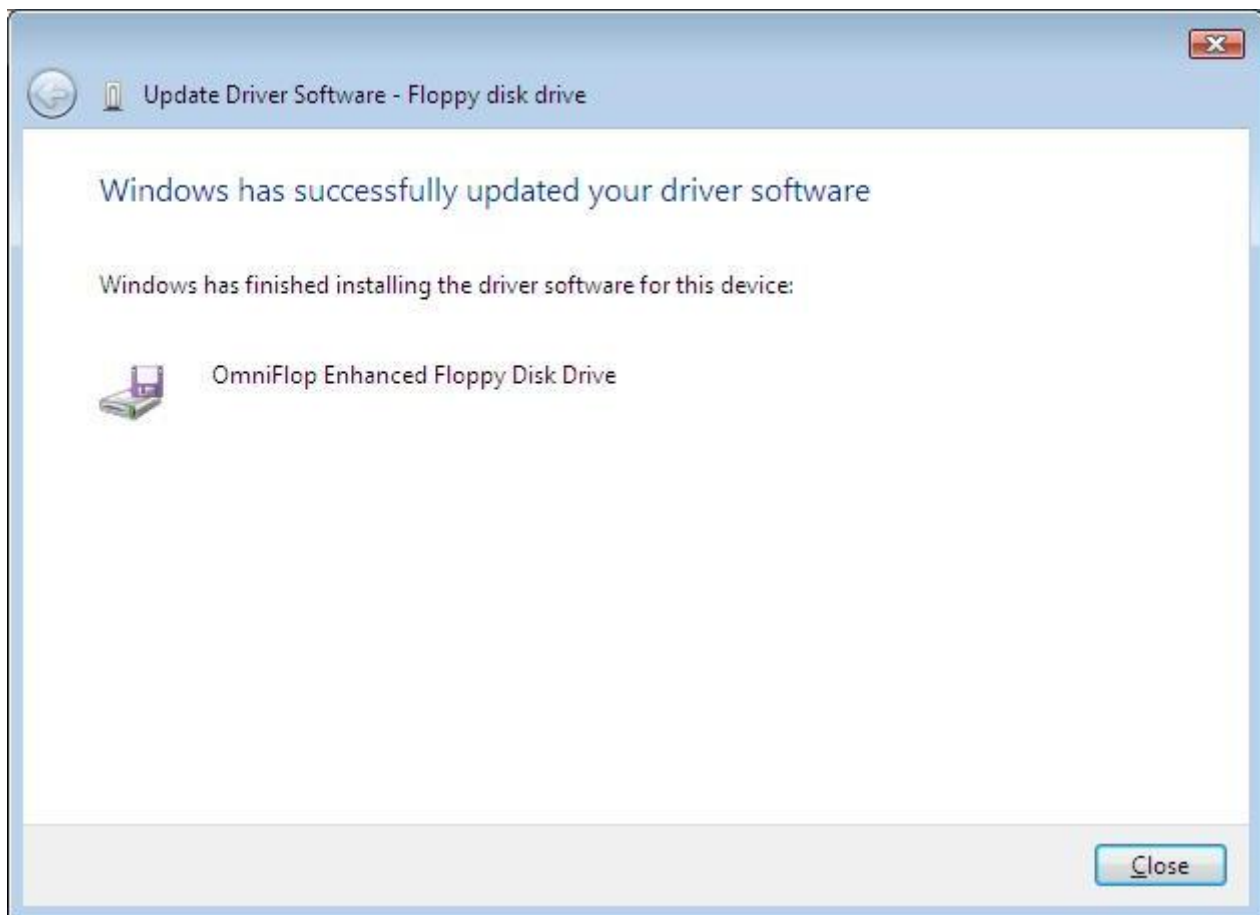 Update Driver Software - Floppy disk drive
Windows has successfully updated your driver software
Windows has finished installing the driver software for this device:
OmniFlop Enhanced Floppy Disk Drive
Close